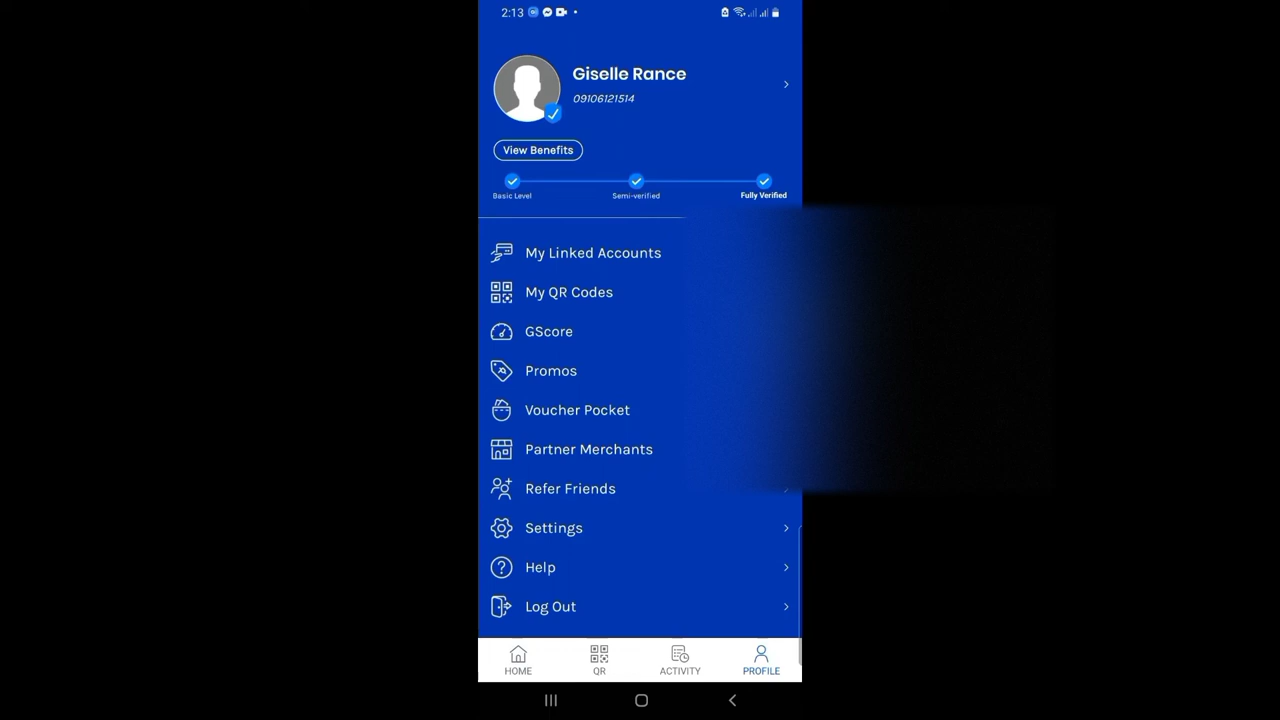 2:13
Giselle Rance
09106121514
View Benefits
Basic Level
Semi-verified
Fully Verified
My Linked Accounts
My QR Codes
GScore
Promos
Voucher Pocket
Partner Merchants
Refer Friends
Settings
Help
Log Out
HOME
QR
ACTIVITY
PROFILE